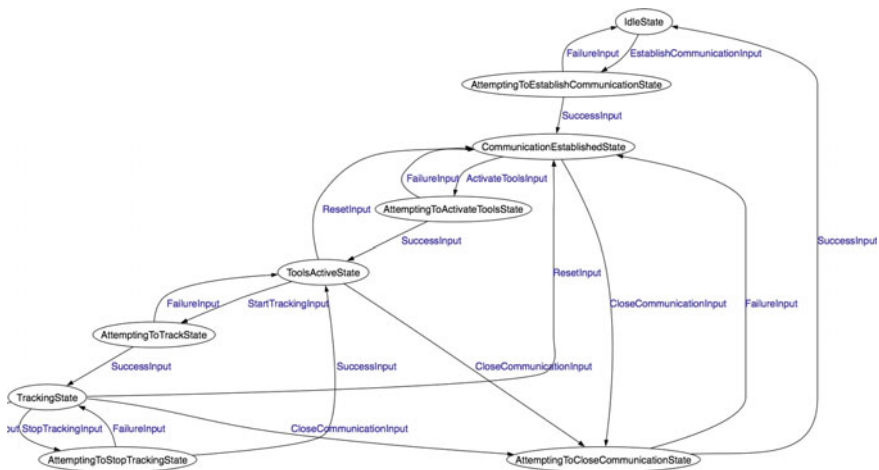 IdleState
FailureInput
EstablishCommunicationInput
AttemptingToEstablishCommunicationState
SuccessInput
CommunicationEstablishedState
FailureInput
ActivateToolsInput
AttemptingToActivateToolsState
ResetInput
SuccessInput
SuccessInput
ToolsActiveState
ResetInput
FailureInput
StartTrackingInput
CloseCommunicationInput
FailureInput
AttemptingToTrackState
SuccessInput
SuccessInput
CloseCommunicationInput
TrackingState
StopTrackingInput
FailureInput
CloseCommunicationInput
AttemptingToStopTrackingState
AttemptingToCloseCommunicationState